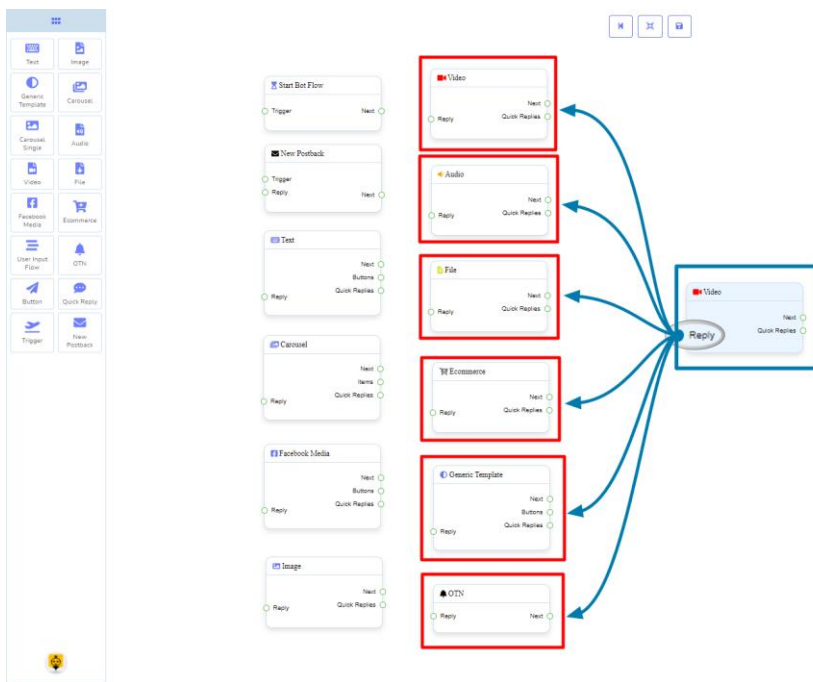 Text
Image
Generic
Template
Carousel
Carousel
Single
Audio
Video
File
Facebook
Media
Ecommerce
User Input
Flow
OTN
Button
Quick Reply
Trigger
New
Postback
Start Bot Flow
Trigger
Next
New Postback
Trigger
Reply
Next
Text
Next
Buttons
Quick Replies
Reply
Carousel
Next
Items
Quick Replies
Reply
Facebook Media
Next
Buttons
Quick Replies
Reply
Image
Next
Reply
Quick Replies
Video
Next
Quick Replies
Reply
Audio
Next
Quick Replies
Reply
File
Next
Quick Replies
Reply
Ecommerce
Next
Quick Replies
Reply
Generic Template
Next
Buttons
Quick Replies
Reply
OTN
Reply
Next
Video
Next
Quick Replies
Reply